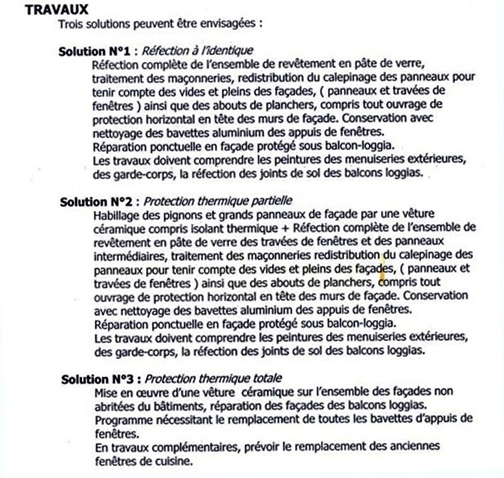 TRAVAUX
Trois solutions peuvent être envisagées :
Solution N°1 : Réfection à l'identique
Réfection complète de l'ensemble de revêtement en pâte de verre,
traitement des maçonneries, redistribution du calepinage des panneaux pour
tenir compte des vides et pleins des façades, ( panneaux et travées de
fenêtres ) ainsi que des abouts de planchers, compris tout ouvrage de
protection horizontal en tête des murs de façade. Conservation avec
nettoyage des bavettes aluminium des appuis de fenêtres.
Réparation ponctuelle en façade protégé sous balcon-loggia.
Les travaux doivent comprendre les peintures des menuiseries extérieures,
des garde-corps, la réfection des joints de sol des balcons loggias.
Solution N°2 : Protection thermique partielle
Habillage des pignons et grands panneaux de façade par une vêture
céramique compris isolant thermique + Réfection complète de l'ensemble de
revêtement en pâte de verre des travées de fenêtres et des panneaux
intermédiaires, traitement des maçonneries redistribution du calepinage des
panneaux pour tenir compte des vides et pleins des façades, ( panneaux et
travées de fenêtres ) ainsi que des abouts de planchers, compris tout
ouvrage de protection horizontal en tête des murs de façade. Conservation
avec nettoyage des bavettes aluminium des appuis de fenêtres.
Réparation ponctuelle en façade protégé sous balcon-loggia.
Les travaux doivent comprendre les peintures des menuiseries extérieures,
des garde-corps, la réfection des joints de sol des balcons loggias.
Solution N°3 : Protection thermique totale
Mise en œuvre d'une vêture céramique sur l'ensemble des façades non
abritées du bâtiments, réparation des façades des balcons loggias.
Programme nécessitant le remplacement de toutes les bavettes d'appuis de
fenêtres.
En travaux complémentaires, prévoir le remplacement des anciennes
fenêtres de cuisine.